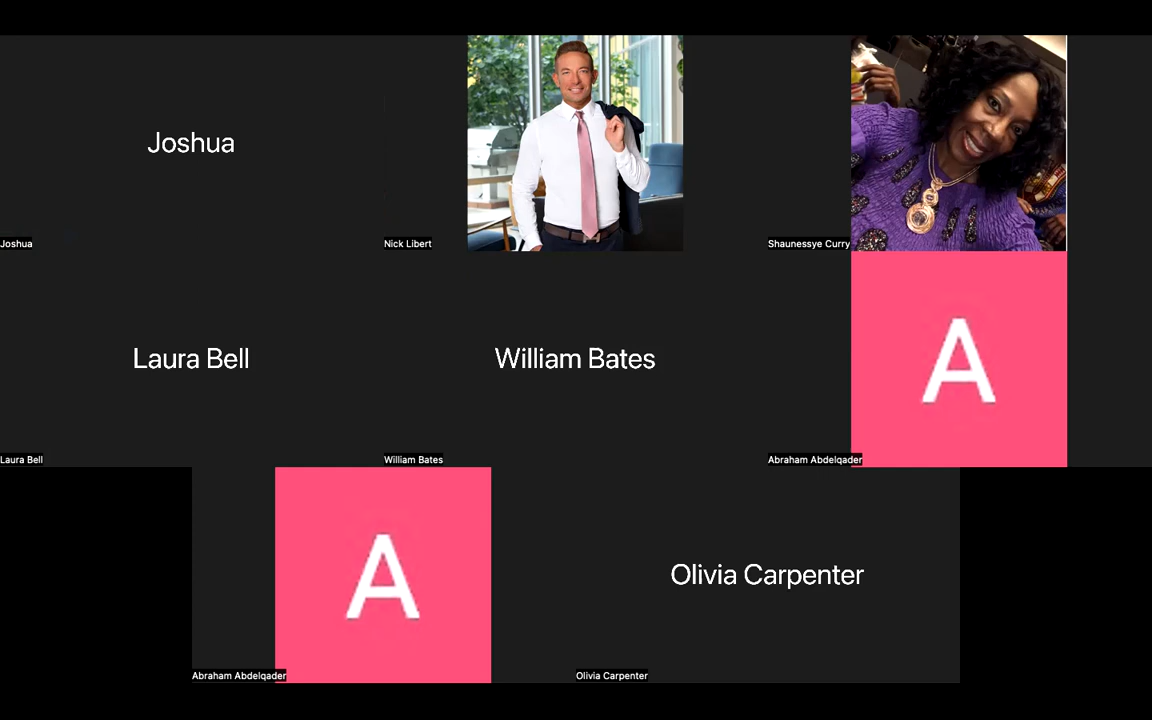 Joshua
Joshua
Nick Libert
Shaunessye Curry
Laura Bell
William Bates
A
Laura Bell
William Bates
Abraham Abdelqader
A
Olivia Carpenter
Abraham Abdelqader
Olivia Carpenter